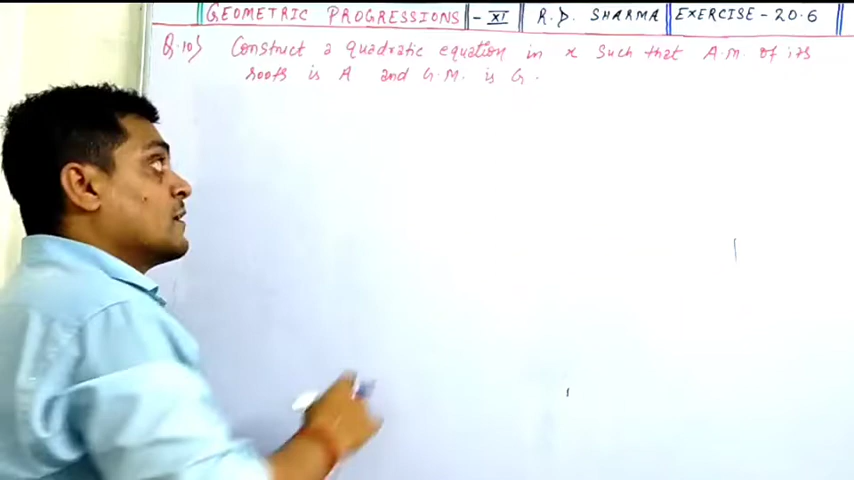 GEOMETRIC PROGRESSIONS - XI R.D. SHARMA EXERCISE - 20.6
Q.10) Construct a quadratic equation in x such that A.M. of its
roots is A and G.M. is G.